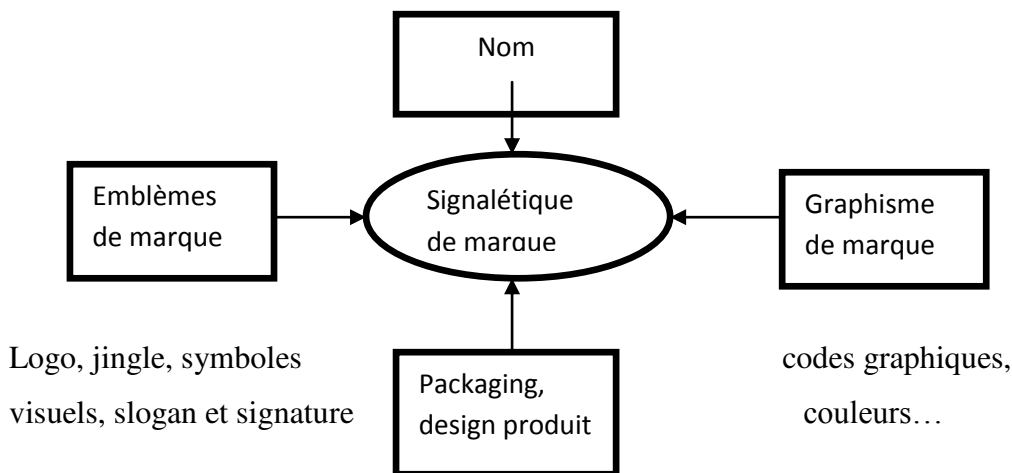 Nom
Emblèmes
de marque
Signalétique
de marque
Graphisme
de marque
Logo, jingle, symboles
visuels, slogan et signature
Packaging,
design produit
codes graphiques,
couleurs…